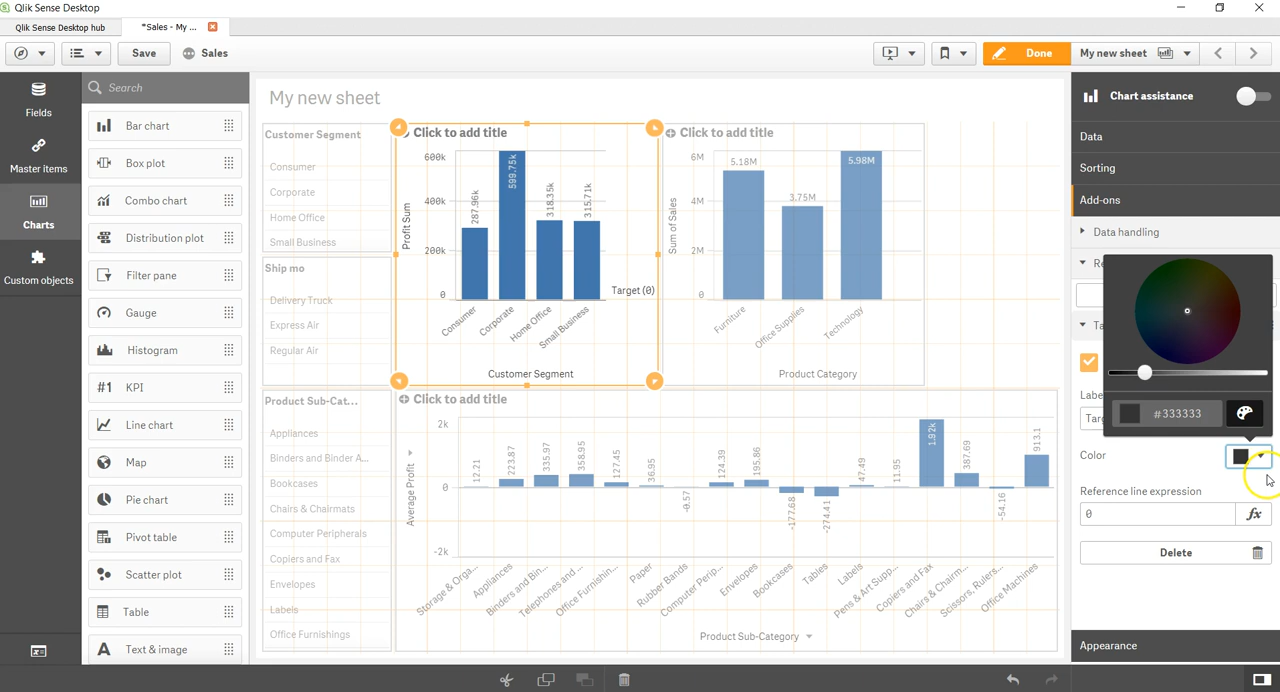 Qlik Sense Desktop
Qlik Sense Desktop hub
*Sales - My ...
Save
Sales
Done
My new sheet
Fields
Master items
Charts
Custom objects
Search
Bar chart
Box plot
Combo chart
Distribution plot
Filter pane
Gauge
Histogram
#1 KPI
Line chart
Map
Pie chart
Pivot table
Scatter plot
Table
A Text & image
My new sheet
Customer Segment
Consumer
Corporate
Home Office
Small Business
Ship mo
Delivery Truck
Express Air
Regular Air
Product Sub-Cat...
Appliances
Binders and Binder A...
Bookcases
Chairs & Chairmats
Computer Peripherals
Copiers and Fax
Envelopes
Labels
Office Furnishings
Click to add title
Profit Sum
600k
400k
200k
0
287.96k
599.75k
318.35k
315.71k
Target (0)
Consumer
Corporate
Home Office
Small Business
Customer Segment
Click to add title
Sum of Sales
6M
4M
2M
0
5.18M
3.75M
5.98M
Furniture
Office Supplies
Technology
Product Category
Click to add title
Average Profit
2k
0
-2k
12.21
223.87
335.97
358.95
127.45
36.95
-0.57
124.39
195.86
-177.68
-274.41
47.49
11.95
1.92k
387.69
-54.16
913.1
Storage & Orga...
Appliances
Binders and Bin...
Telephones and ...
Office Furnishin...
Paper
Rubber Bands
Computer Perip...
Envelopes
Bookcases
Tables
Labels
Pens & Art Supp...
Copiers and Fax
Chairs & Chairm...
Scissors, Rulers...
Office Machines
Product Sub-Category
Chart assistance
Data
Sorting
Add-ons
Data handling
Re
Ta
#333333
Labe
Targ
Color
Reference line expression
0
fx
Delete
Appearance